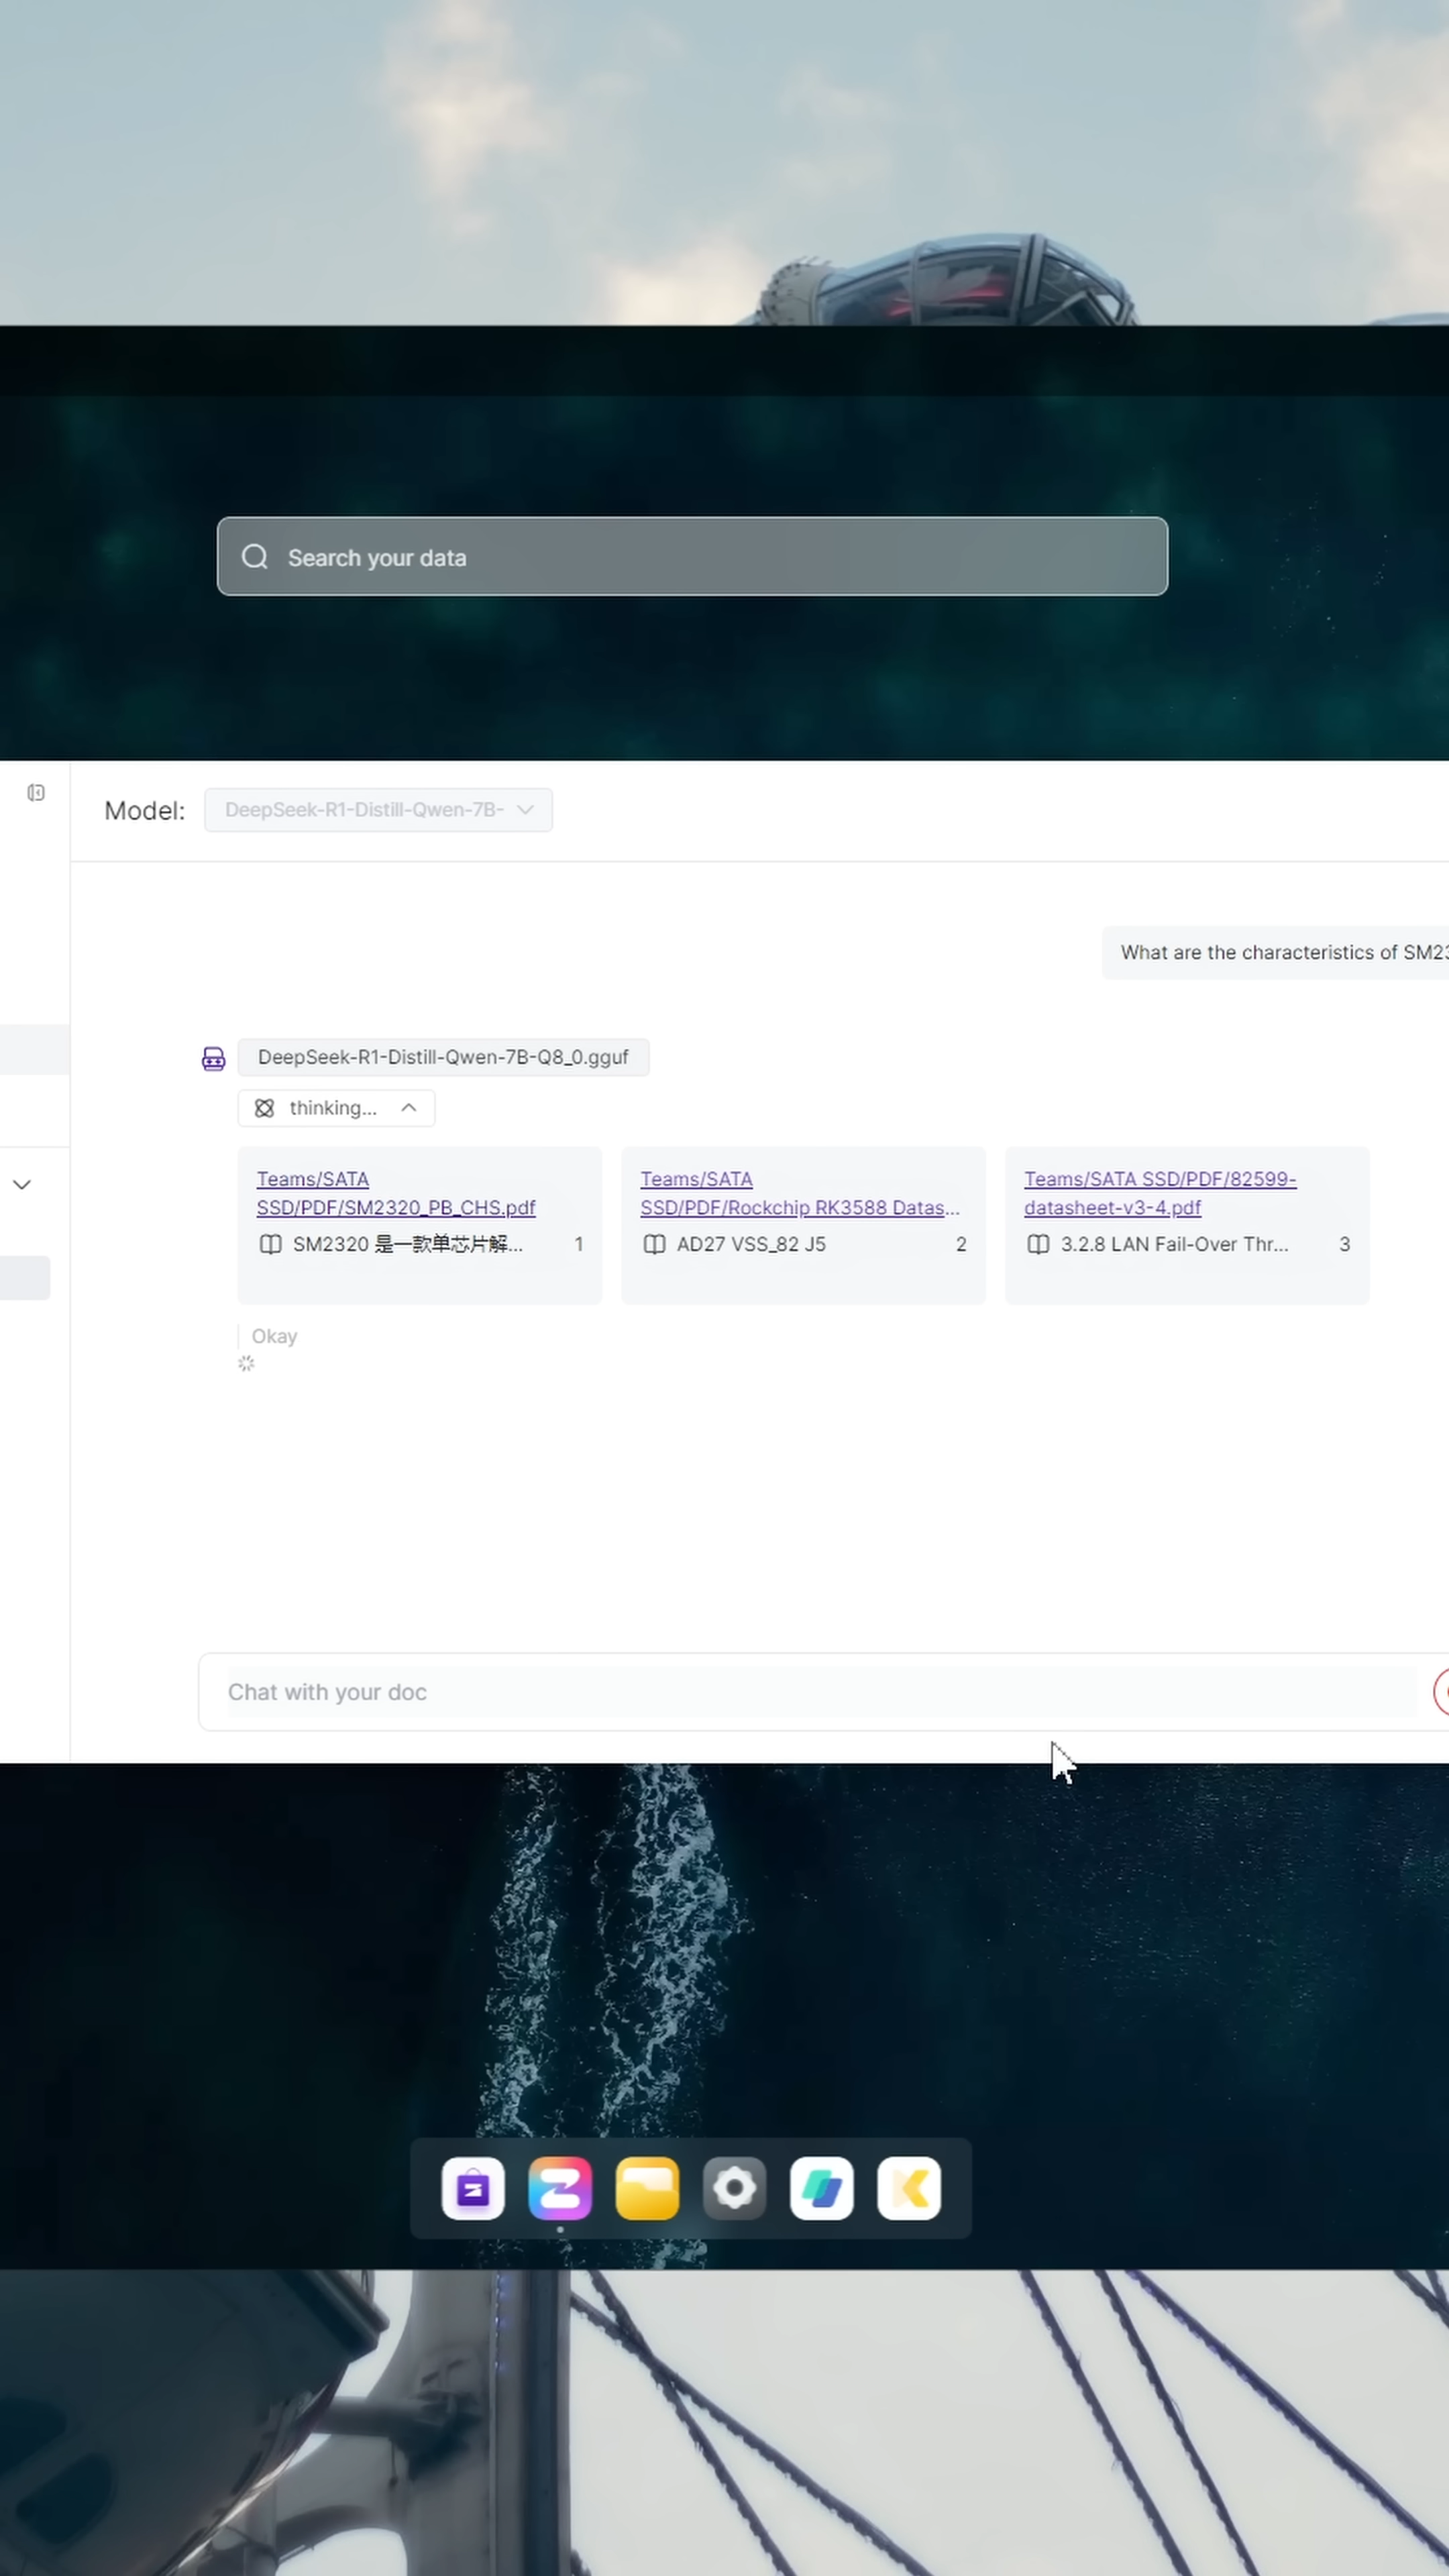 Search your data
Model:
DeepSeek-R1-Distill-Qwen-7B-
What are the characteristics of SM23
DeepSeek-R1-Distill-Qwen-7B-Q8_0.gguf
thinking...
Teams/SATA
SSD/PDF/SM2320_PB_CHS.pdf
SM2320 是一款单芯片解... 1
Teams/SATA
SSD/PDF/Rockchip RK3588 Datas...
AD27 VSS_82 J5 2
Teams/SATA SSD/PDF/82599-
datasheet-v3-4.pdf
3.2.8 LAN Fail-Over Thr... 3
Okay
Chat with your doc